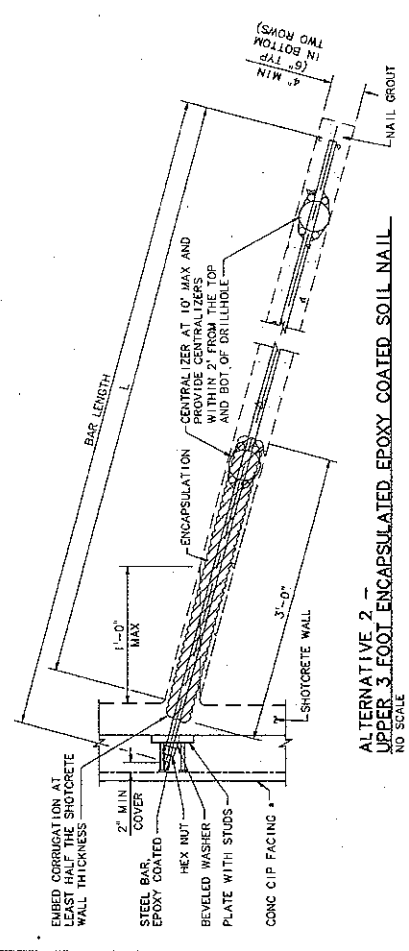 EMBED CORRUGATION AT
LEAST HALF THE SHOTCRETE
WALL THICKNESS
2" MIN
COVER
STEEL BAR,
EPOXY COATED
HEX NUT
BEVELED WASHER
PLATE WITH STUDS
CONC CIP FACING
BAR LENGTH
L
1'-0"
MAX
ENCAPSULATION
CENTRALIZER AT 10' MAX AND
PROVIDE CENTRALIZERS
WITHIN 2' FROM THE TOP
AND BOT. OF DRILLHOLE
4" MIN
(6" TYP
IN BOTTOM
TWO ROWS)
SHOTCRETE WALL
3'-0"
NAIL GROUT
ALTERNATIVE 2 -
UPPER 3 FOOT ENCAPSULATED EPOXY COATED SOIL NAIL
NO SCALE